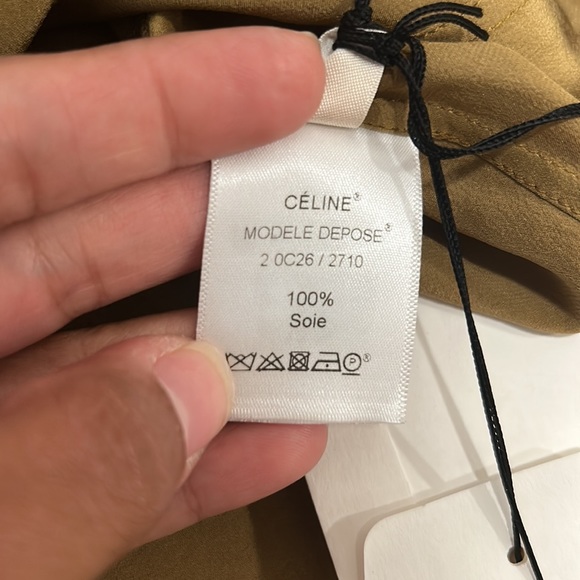 CÉLINE®
MODELE DEPOSE®
2 0C26 / 2710
100%
Soie
P®